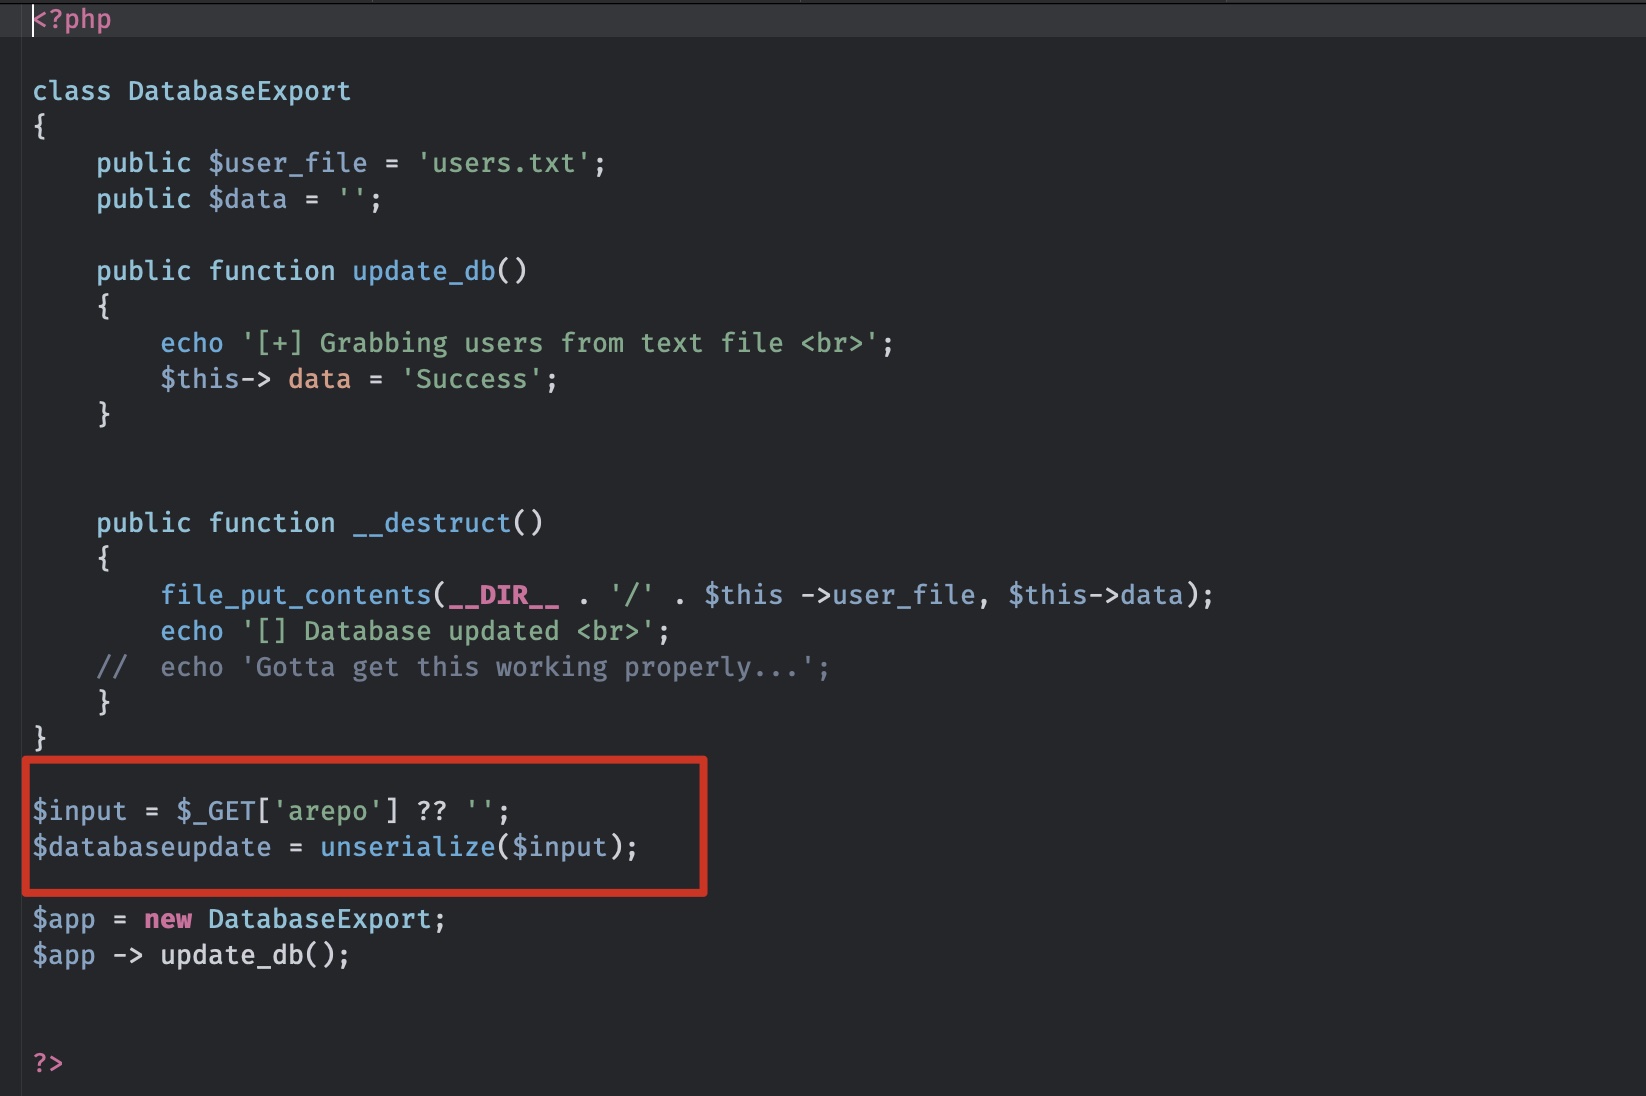 <?php
class DatabaseExport
{
    public $user_file = 'users.txt';
    public $data = '';
    public function update_db()
    {
        echo '[+] Grabbing users from text file <br>';
        $this-> data = 'Success';
    }
    public function __destruct()
    {
        file_put_contents(__DIR__ . '/' . $this ->user_file, $this->data);
        echo '[] Database updated <br>';
    //  echo 'Gotta get this working properly...';
    }
}
$input = $_GET['arepo'] ?? '';
$databaseupdate = unserialize($input);
$app = new DatabaseExport;
$app -> update_db();
?>